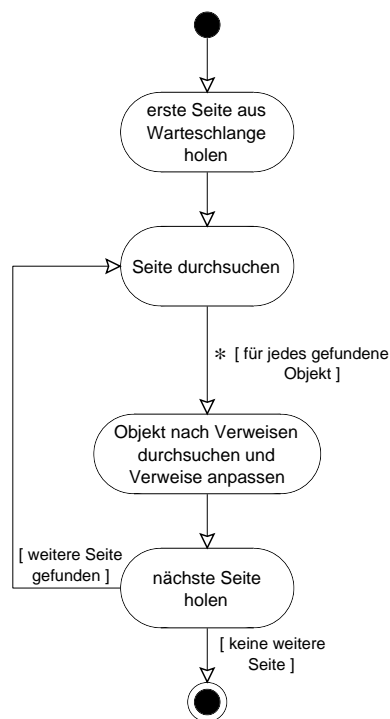 erste Seite aus
Warteschlange
holen
Seite durchsuchen
* [ für jedes gefundene
Objekt ]
Objekt nach Verweisen
durchsuchen und
Verweise anpassen
[ weitere Seite
gefunden ]
nächste Seite
holen
[ keine weitere
Seite ]